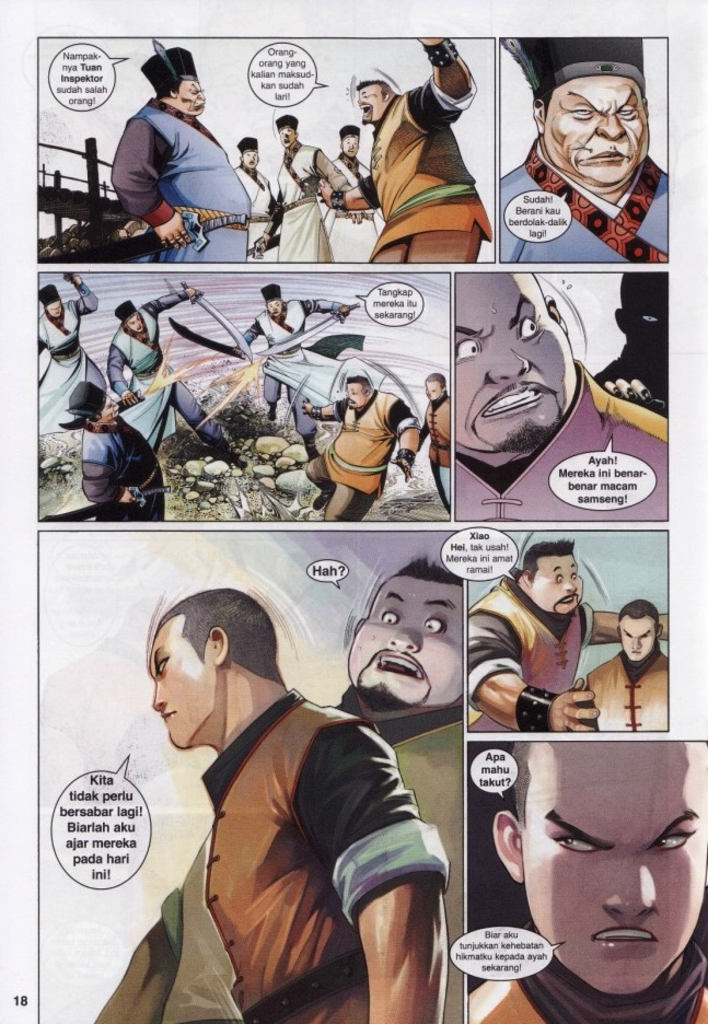 Nampak-
nya Tuan
Inspektor
sudah salah
orang!
Orang-
orang yang
kalian maksud-
kan sudah
lari!
Sudah!
Berani kau
berdolak-dalik
lagi!
Tangkap
mereka itu
sekarang!
Ayah!
Mereka ini benar-
benar macam
samseng!
Hah?
Kita
tidak perlu
bersabar lagi!
Biarlah aku
ajar mereka
pada hari
ini!
Xiao
Hei, tak usah!
Mereka ini amat
ramai!
Apa
mahu
takut?
Biar aku
tunjukkan kehebatan
hikmatku kepada ayah
sekarang!
18